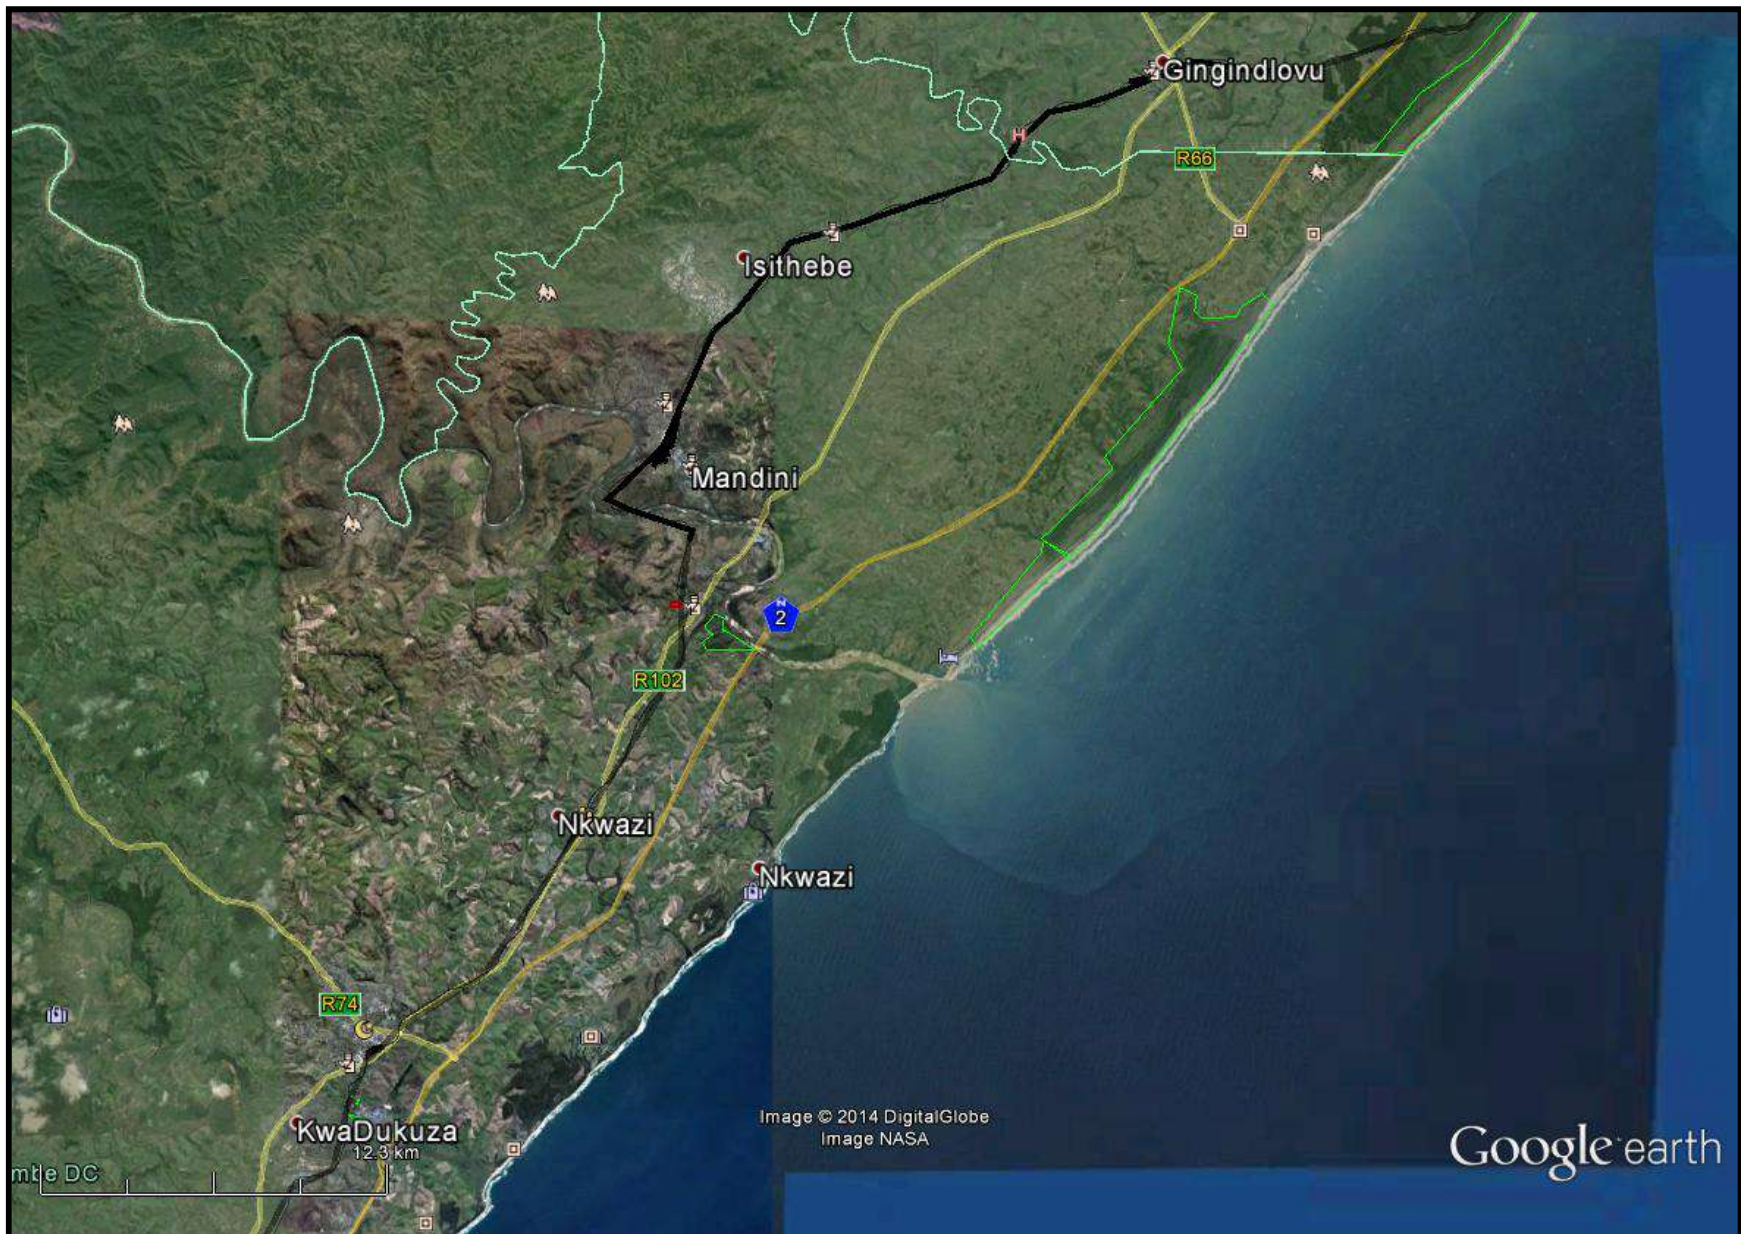 Gingindlovu
H
R66
Isithebe
Mandini
N
2
R102
Nkwazi
Nkwazi
R74
KwaDukuza
12.3 km
Image © 2014 DigitalGlobe
Image NASA
Google earth
DC